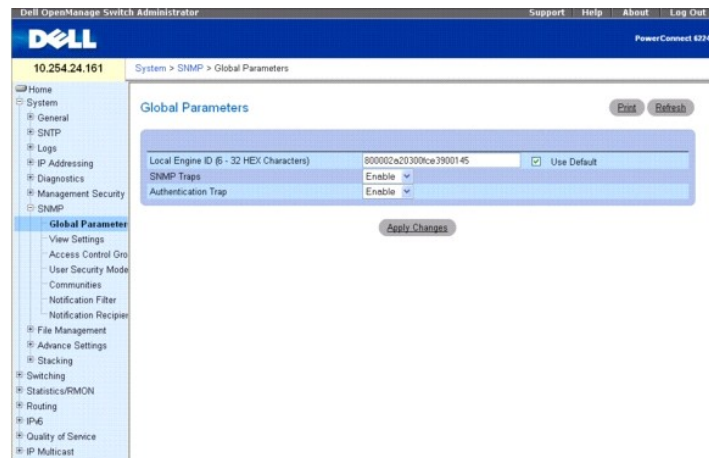 Dell OpenManage Switch Administrator Support Help About Log Out
DELL
PowerConnect 6224
10.254.24.161 System > SNMP > Global Parameters
Home
System
General
SNTP
Logs
IP Addressing
Diagnostics
Management Security
SNMP
Global Parameter
View Settings
Access Control Gro
User Security Mode
Communities
Notification Filter
Notification Recipien
File Management
Advance Settings
Stacking
Switching
Statistics/RMON
Routing
IPv6
Quality of Service
IP Multicast
Global Parameters Print Refresh
Local Engine ID (6 - 32 HEX Characters) 800002a20300fce3900145 Use Default
SNMP Traps Enable
Authentication Trap Enable
Apply Changes